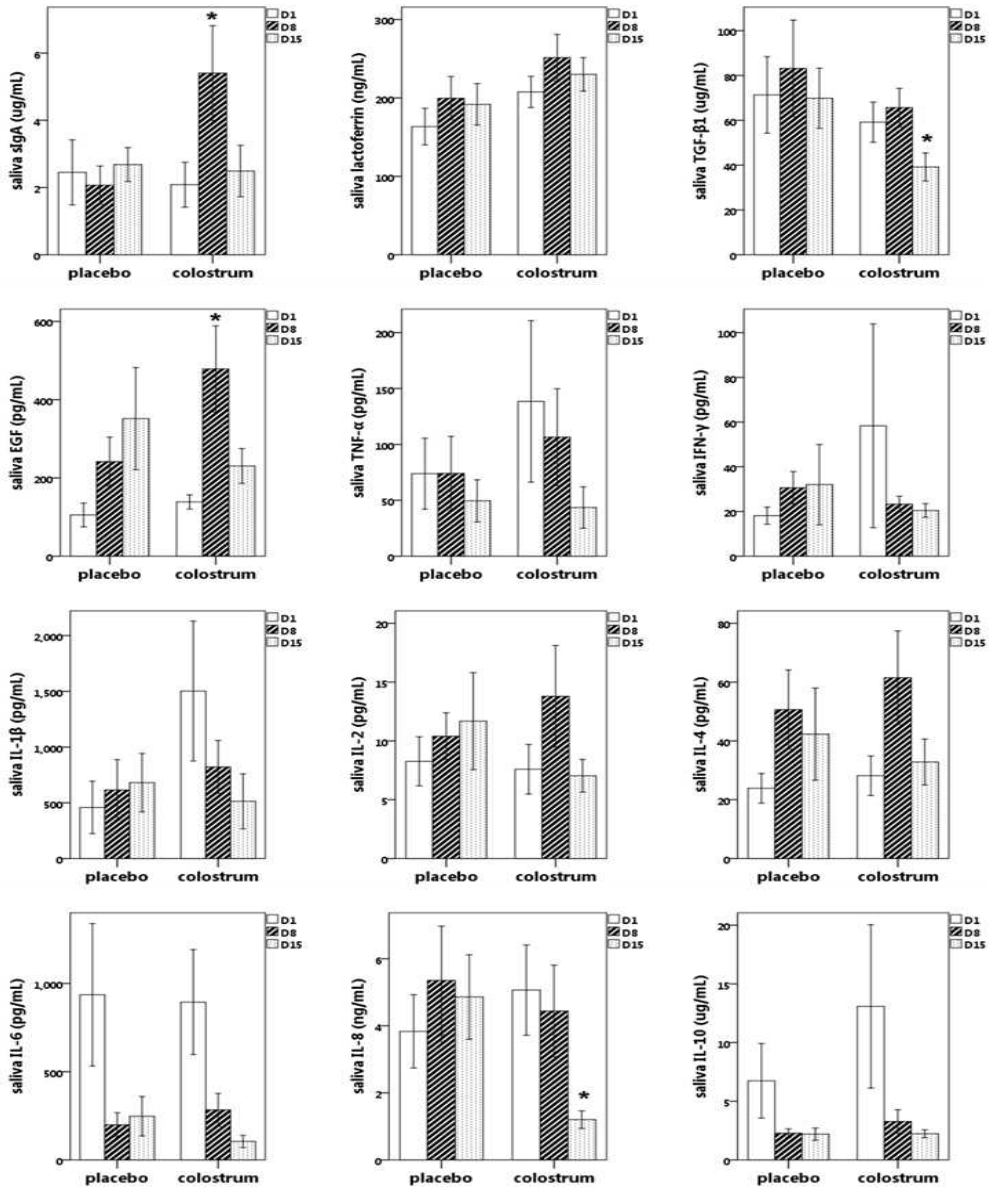 saliva sIgA (ug/mL)
6
4
2
0
*
D1
D8
D15
placebo colostrum
saliva lactoferrin (ng/mL)
300
200
100
0
D1
D8
D15
placebo colostrum
saliva TGF-β1 (ug/mL)
100
80
60
40
20
0
*
D1
D8
D15
placebo colostrum
saliva EGF (pg/mL)
600
400
200
0
*
D1
D8
D15
placebo colostrum
saliva TNF-α (pg/mL)
200
150
100
50
0
D1
D8
D15
placebo colostrum
saliva IFN-γ (pg/mL)
100
80
60
40
20
0
D1
D8
D15
placebo colostrum
saliva IL-1β (pg/mL)
2,000
1,500
1,000
500
0
D1
D8
D15
placebo colostrum
saliva IL-2 (pg/mL)
20
15
10
5
0
D1
D8
D15
placebo colostrum
saliva IL-4 (pg/mL)
80
60
40
20
0
D1
D8
D15
placebo colostrum
saliva IL-6 (pg/mL)
1,000
500
0
D1
D8
D15
placebo colostrum
saliva IL-8 (ng/mL)
6
4
2
0
*
D1
D8
D15
placebo colostrum
saliva IL-10 (ug/mL)
20
15
10
5
0
D1
D8
D15
placebo colostrum